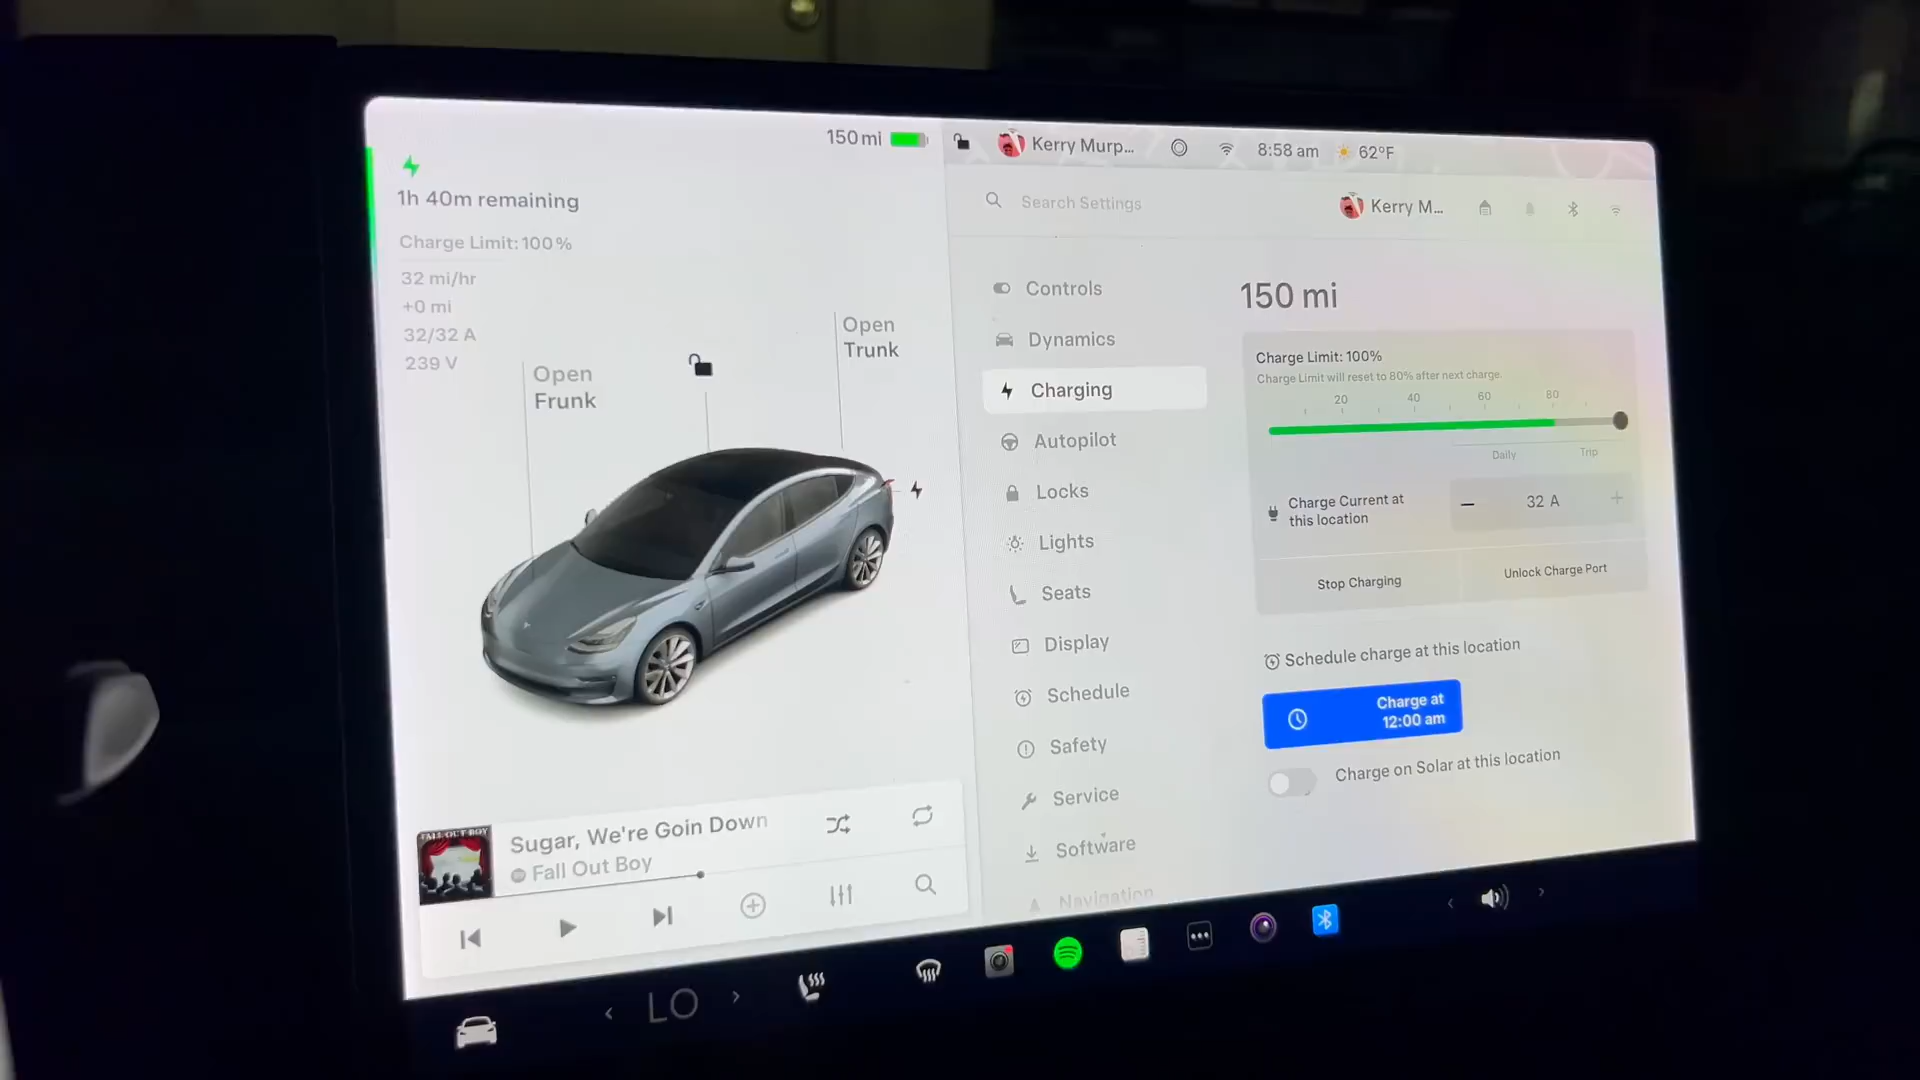 150 mi
1h 40m remaining
Charge Limit: 100%
32 mi/hr
+0 mi
32/32 A
239 V
Open
Frunk
Open
Trunk
FALL OUT BOY
Sugar, We're Goin Down
Fall Out Boy
LO
Kerry Murp...
8:58 am
62°F
Search Settings
Kerry M...
Controls
Dynamics
Charging
Autopilot
Locks
Lights
Seats
Display
Schedule
Safety
Service
Software
Navigation
150 mi
Charge Limit: 100%
Charge Limit will reset to 80% after next charge.
20 40 60 80
Daily Trip
Charge Current at
this location
32 A
Stop Charging
Unlock Charge Port
Schedule charge at this location
Charge at
12:00 am
Charge on Solar at this location